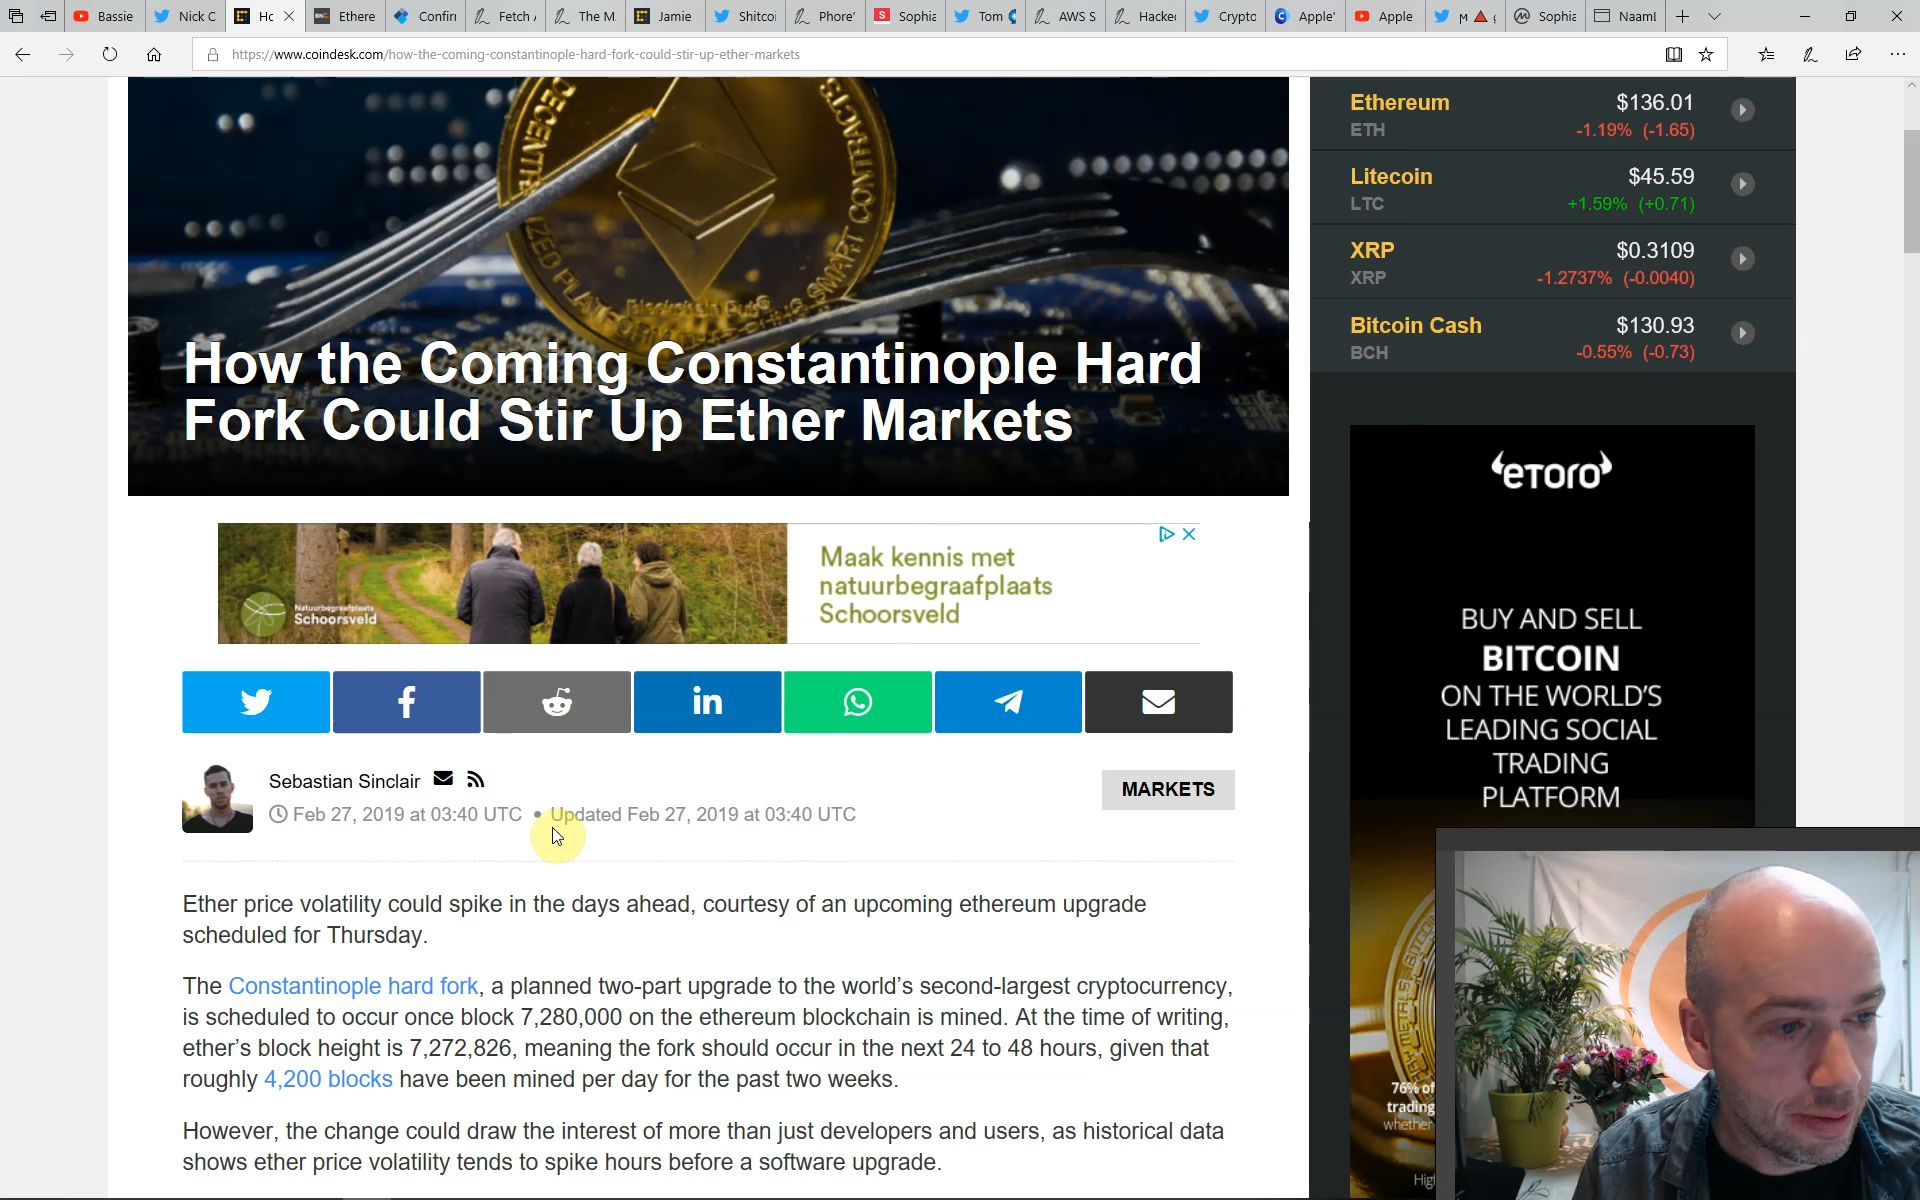 Bassie
Nick C
Hc
Ethere
Confirr
Fetch
The M
Jamie
Shitcoi
Phore'
Sophia
Tom
AWS S
Hacke
Crypto
Apple'
Apple
Sophia
Naaml
https://www.coindesk.com/how-the-coming-constantinople-hard-fork-could-stir-up-ether-markets
DECENTR
IZED PLATFORM
SMART CONTRACTS
How the Coming Constantinople Hard
Fork Could Stir Up Ether Markets
Ethereum $136.01
ETH -1.19% (-1.65)
Litecoin $45.59
LTC +1.59% (+0.71)
XRP $0.3109
XRP -1.2737% (-0.0040)
Bitcoin Cash $130.93
BCH -0.55% (-0.73)
Natuurbegraafplaats
Schoorsveld
Maak kennis met
natuurbegraafplaats
Schoorsveld
Sebastian Sinclair
Feb 27, 2019 at 03:40 UTC • Updated Feb 27, 2019 at 03:40 UTC
MARKETS
Ether price volatility could spike in the days ahead, courtesy of an upcoming ethereum upgrade
scheduled for Thursday.
The Constantinople hard fork, a planned two-part upgrade to the world's second-largest cryptocurrency,
is scheduled to occur once block 7,280,000 on the ethereum blockchain is mined. At the time of writing,
ether's block height is 7,272,826, meaning the fork should occur in the next 24 to 48 hours, given that
roughly 4,200 blocks have been mined per day for the past two weeks.
However, the change could draw the interest of more than just developers and users, as historical data
shows ether price volatility tends to spike hours before a software upgrade.
eToro
BUY AND SELL
BITCOIN
ON THE WORLD'S
LEADING SOCIAL
TRADING
PLATFORM
76% of
trading
whether